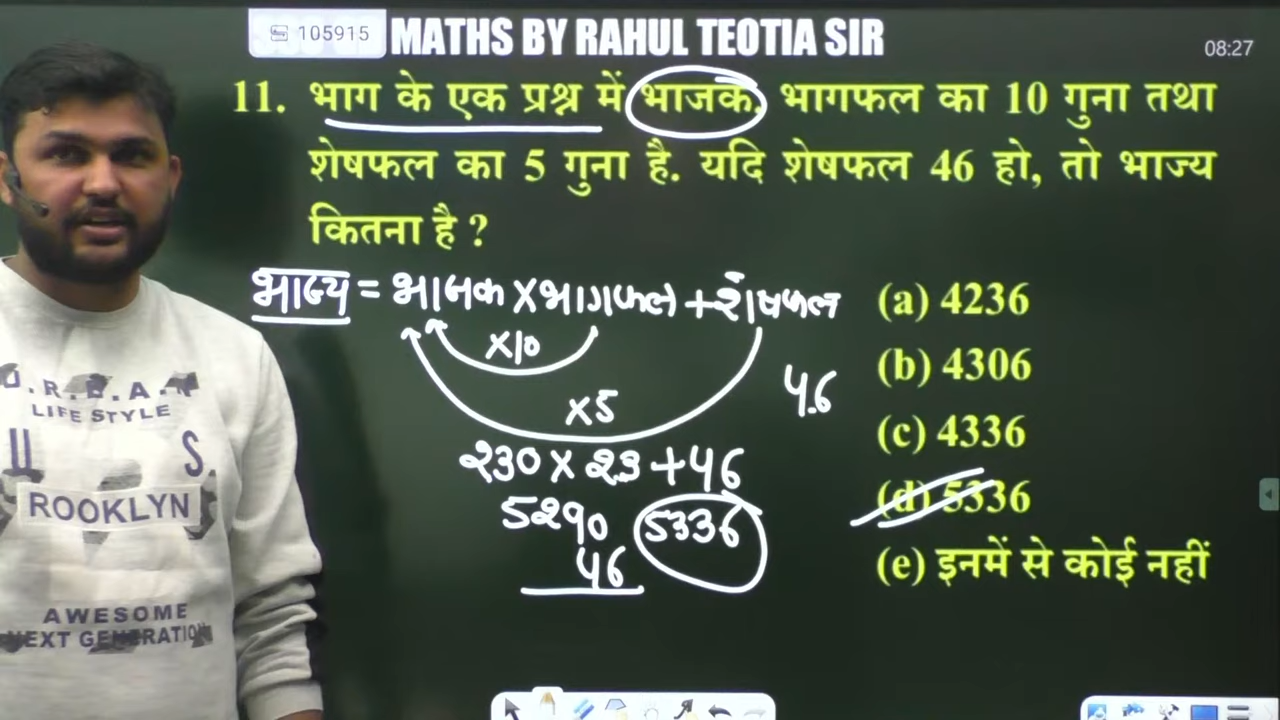 105915
MATHS BY RAHUL TEOTIA SIR
08:27
11. भाग के एक प्रश्न में भाजक, भागफल का 10 गुना तथा
शेषफल का 5 गुना है. यदि शेषफल 46 हो, तो भाज्य
कितना है ?
भाज्य = भाजक X भागफल + शेषफल
X10
X5
46
230 X 23 + 46
5290
46
5336
(a) 4236
(b) 4306
(c) 4336
(d) 5336
(e) इनमें से कोई नहीं
LIFE STYLE
U S.
ROOKLYN
AWESOME
NEXT GENERATION